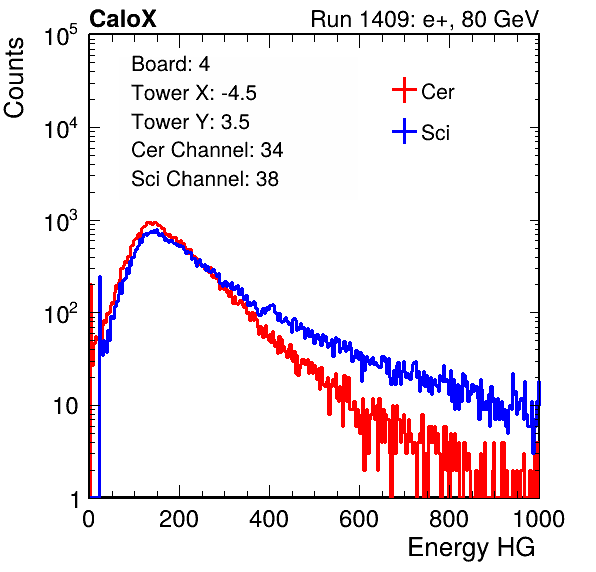 CaloX Run 1409: e+, 80 GeV
Counts
Board: 4
Tower X: -4.5
Tower Y: 3.5
Cer Channel: 34
Sci Channel: 38
Cer
Sci
10^5
10^4
10^3
10^2
10
1
0 200 400 600 800 1000
Energy HG